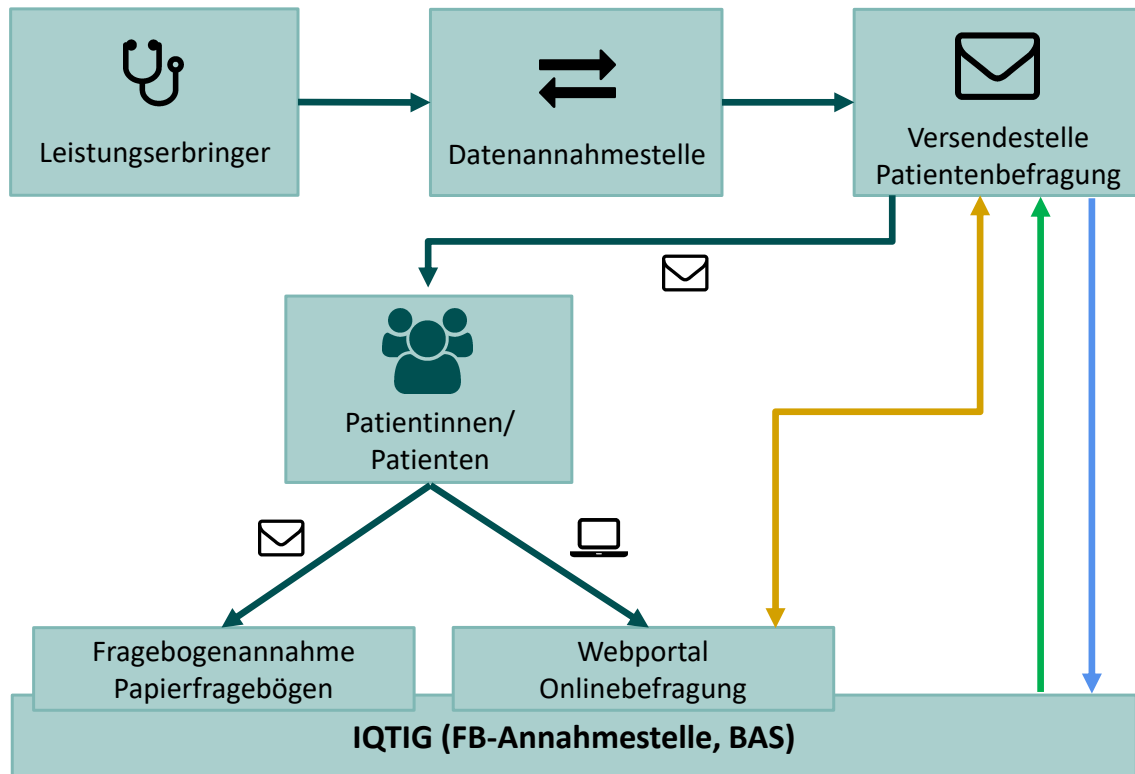 Leistungserbringer
Datenannahmestelle
Versendestelle
Patientenbefragung
Patientinnen/
Patienten
Fragebogenannahme
Papierfragebögen
Webportal
Onlinebefragung
IQTIG (FB-Annahmestelle, BAS)